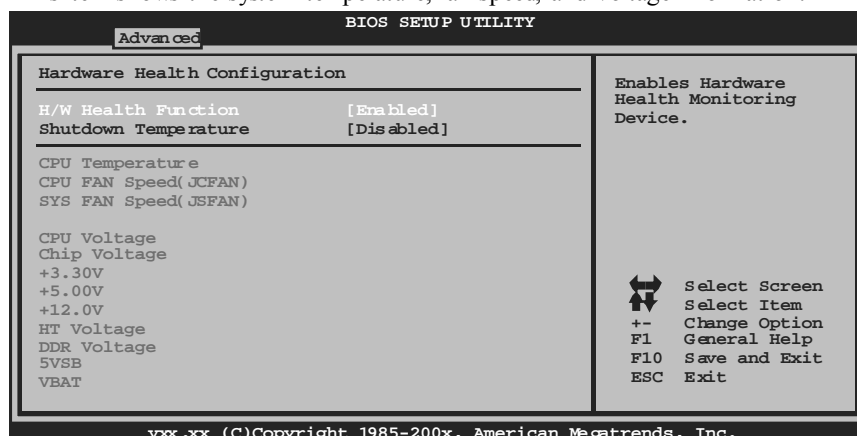 BIOS SETUP UTILITY
Advanced
Hardware Health Configuration
H/W Health Function [Enabled]
Shutdown Temperature [Disabled]
CPU Temperature
CPU FAN Speed(JCFAN)
SYS FAN Speed(JSFAN)
CPU Voltage
Chip Voltage
+3.30V
+5.00V
+12.0V
HT Voltage
DDR Voltage
5VSB
VBAT
Enables Hardware
Health Monitoring
Device.
Select Screen
Select Item
+- Change Option
F1 General Help
F10 Save and Exit
ESC Exit
vxx.xx (C)Copyright 1985-200x, American Megatrends, Inc.